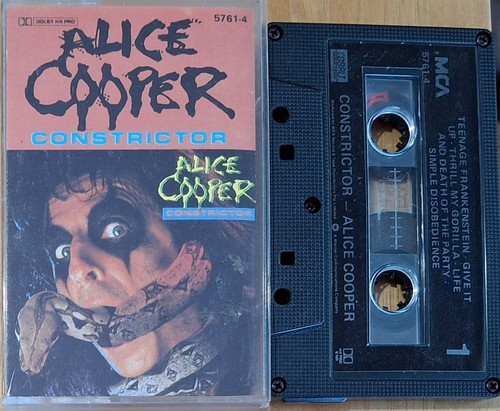 DOLBY HX PRO
5761-4
ALICE
COOPER
CONSTRICTOR
ALICE
COOPER
CONSTRICTOR
MCA
5761-4
TEENAGE FRANKENSTEIN · GIVE IT
UP · THRILL MY GORILLA · LIFE
AND DEATH OF THE PARTY ·
SIMPLE DISOBEDIENCE
1
CONSTRICTOR – ALICE COOPER